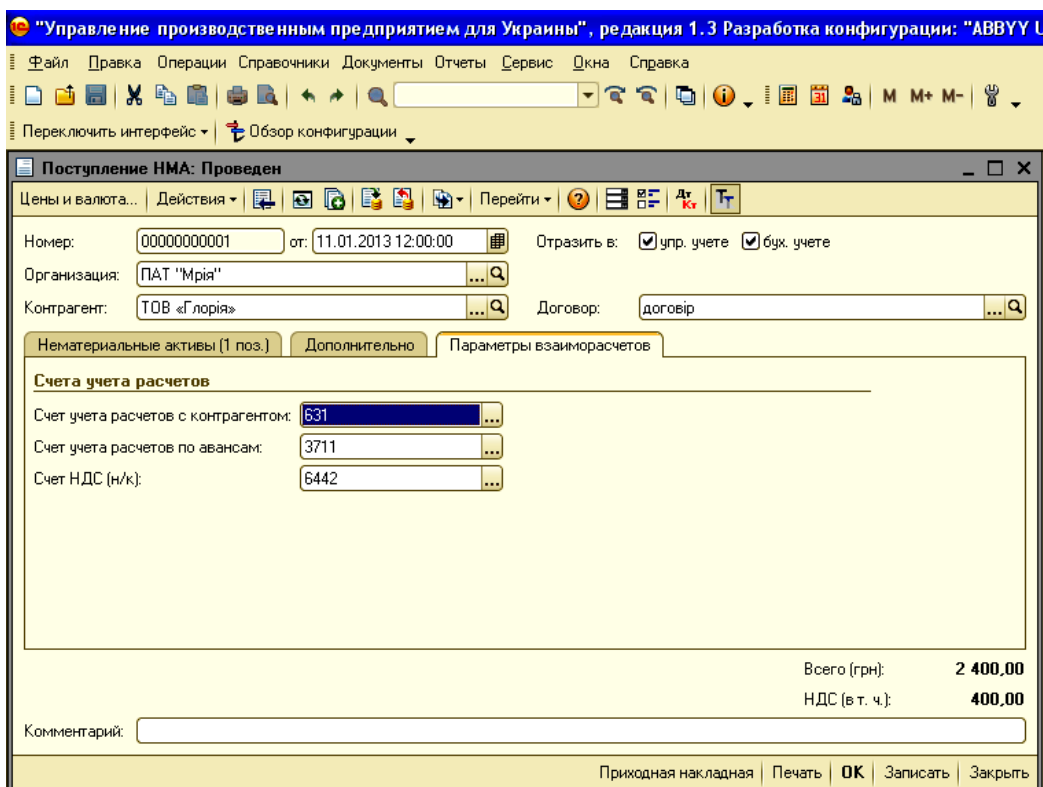 "Управление производственным предприятием для Украины", редакция 1.3 Разработка конфигурации: "ABBYY U
Файл Правка Операции Справочники Документы Отчеты Сервис Окна Справка
M M+ M-
Переключить интерфейс Обзор конфигурации
Поступление НМА: Проведен
Цены и валюта... Действия Перейти Дт Кт Тт
Номер: 00000000001 от: 11.01.2013 12:00:00 Отразить в: упр. учете бух. учете
Организация: ПАТ "Мрія" ...
Контрагент: ТОВ «Глорія» ... Договор: договір ...
Нематериальные активы (1 поз.) Дополнительно Параметры взаиморасчетов
Счета учета расчетов
Счет учета расчетов с контрагентом: 631 ...
Счет учета расчетов по авансам: 3711 ...
Счет НДС (н/к): 6442 ...
Всего (грн): 2 400,00
НДС (в т. ч.): 400,00
Комментарий:
Приходная накладная Печать OK Записать Закрыть